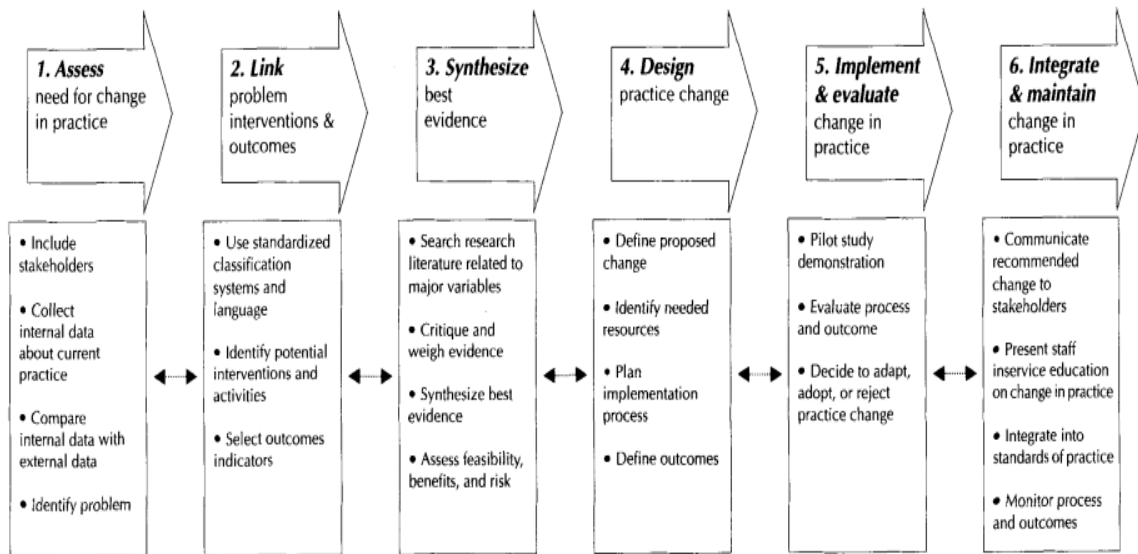 1. Assess
need for change
in practice
2. Link
problem
interventions &
outcomes
3. Synthesize
best
evidence
4. Design
practice change
5. Implement
& evaluate
change in
practice
6. Integrate
& maintain
change in
practice
• Include
stakeholders
• Collect
internal data
about current
practice
• Compare
internal data with
external data
• Identify problem
• Use standardized
classification
systems and
language
• Identify potential
interventions and
activities
• Select outcomes
indicators
• Search research
literature related to
major variables
• Critique and
weigh evidence
• Synthesize best
evidence
• Assess feasibility,
benefits, and risk
• Define proposed
change
• Identify needed
resources
• Plan
implementation
process
• Define outcomes
• Pilot study
demonstration
• Evaluate process
and outcome
• Decide to adapt,
adopt, or reject
practice change
• Communicate
recommended
change to
stakeholders
• Present staff
inservice education
on change in practice
• Integrate into
standards of practice
• Monitor process
and outcomes